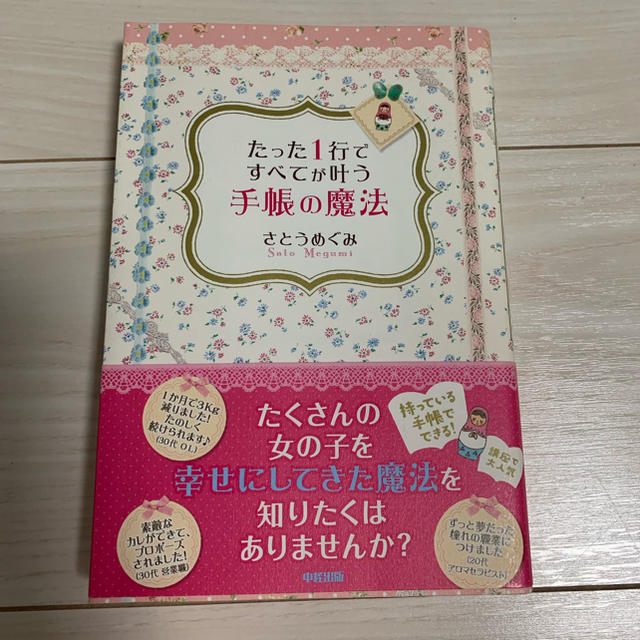 たった1行で
すべてが叶う
手帳の魔法
さとうめぐみ
Sato Megumi
1か月で3Kg
減りました!
たのしく
続けられます♪
(30代 OL)
たくさんの
女の子を
幸せにしてきた魔法を
知りたくは
ありませんか?
持っている
手帳で
できる!
講座で
大人気
素敵な
カレができて、
プロポーズ
されました!
(30代 営業職)
ずっと夢だった
憧れの職業に
つけました
(20代
アロマセラピスト)
中経出版